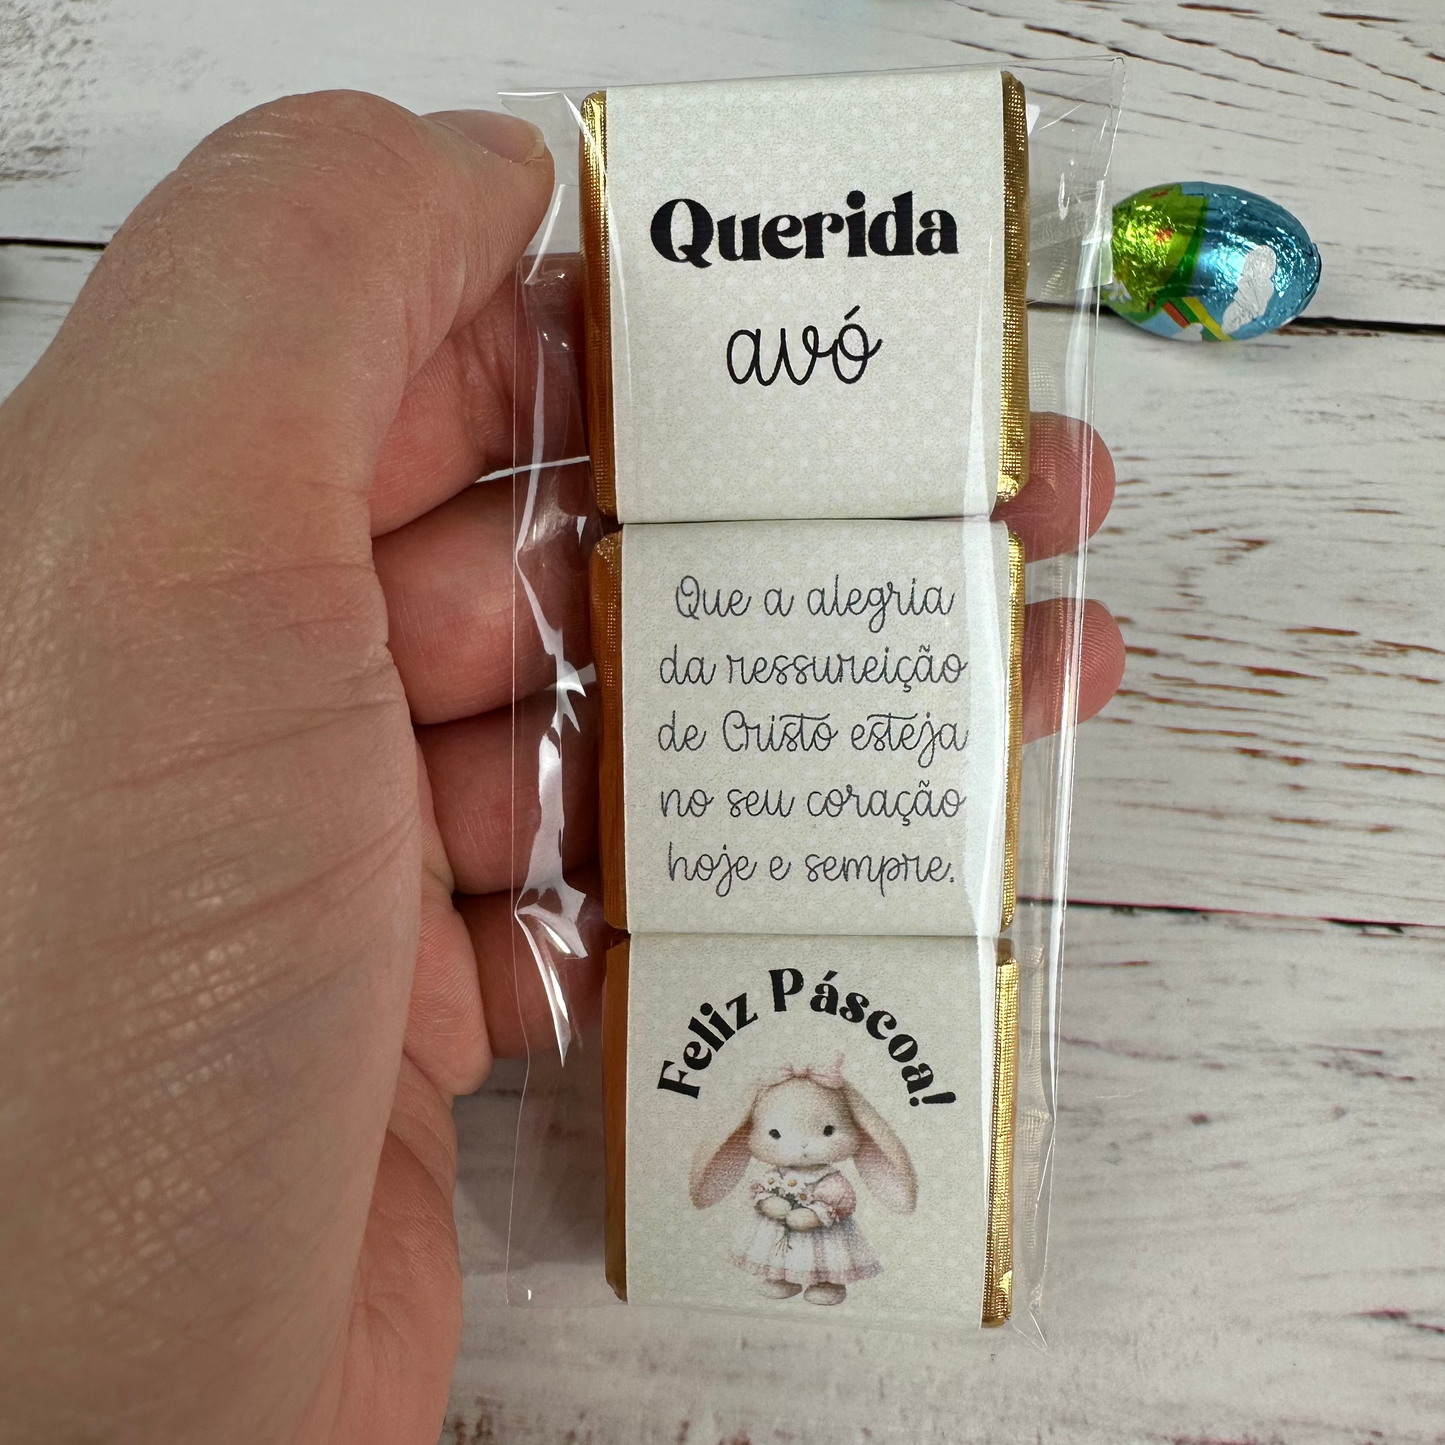 Querida
avó
Que a alegria
da ressureição
de Cristo esteja
no seu coração
hoje e sempre.
Feliz Páscoa!